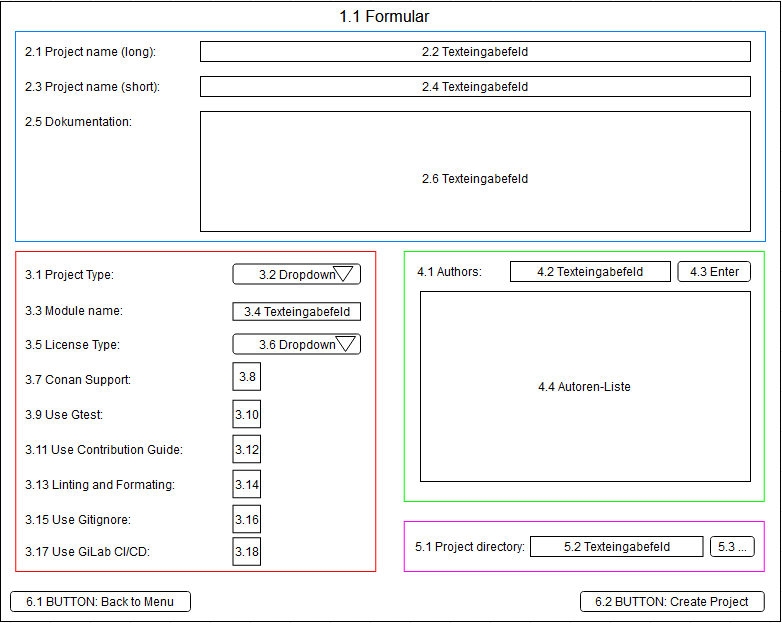 1.1 Formular
2.1 Project name (long): 2.2 Texteingabefeld
2.3 Project name (short): 2.4 Texteingabefeld
2.5 Dokumentation:
2.6 Texteingabefeld
3.1 Project Type: 3.2 Dropdown
3.3 Module name: 3.4 Texteingabefeld
3.5 License Type: 3.6 Dropdown
3.7 Conan Support: 3.8
3.9 Use Gtest: 3.10
3.11 Use Contribution Guide: 3.12
3.13 Linting and Formating: 3.14
3.15 Use Gitignore: 3.16
3.17 Use GiLab CI/CD: 3.18
4.1 Authors: 4.2 Texteingabefeld 4.3 Enter
4.4 Autoren-Liste
5.1 Project directory: 5.2 Texteingabefeld 5.3 ...
6.1 BUTTON: Back to Menu 6.2 BUTTON: Create Project